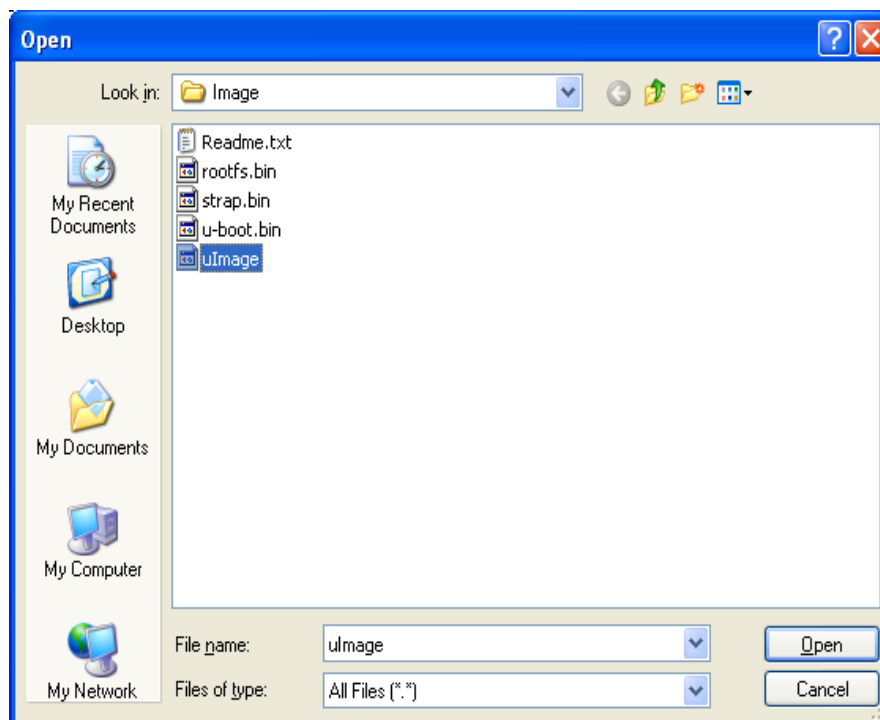 Open
Look in:
Image
Readme.txt
rootfs.bin
strap.bin
u-boot.bin
uImage
My Recent
Documents
Desktop
My Documents
My Computer
My Network
File name:
uImage
Open
Files of type:
All Files (*.*)
Cancel